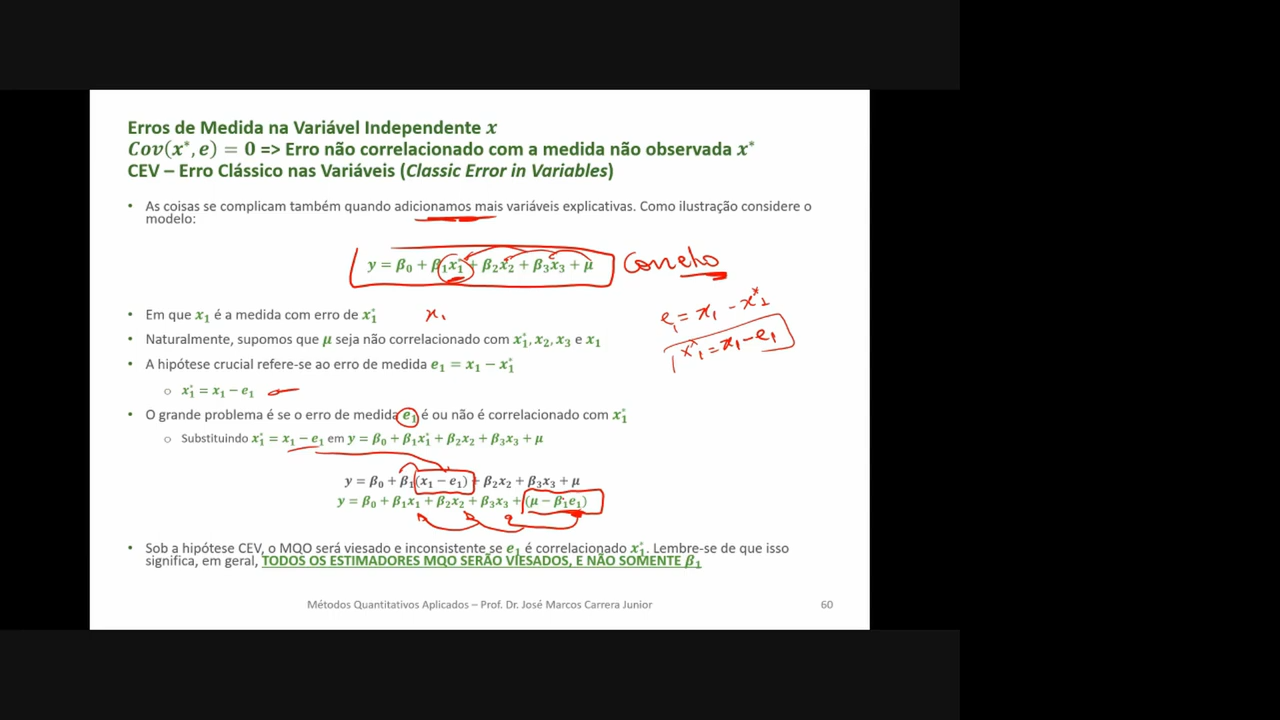 Erros de Medida na Variável Independente x
Cov(x*, e) = 0 => Erro não correlacionado com a medida não observada x*
CEV – Erro Clássico nas Variáveis (Classic Error in Variables)
• As coisas se complicam também quando adicionamos mais variáveis explicativas. Como ilustração considere o
modelo:
y = β₀ + β₁x₁* + β₂x₂ + β₃x₃ + μ
Correto
• Em que x₁ é a medida com erro de x₁*
x₁
e₁ = x₁ - x₁*
• Naturalmente, supomos que μ seja não correlacionado com x₁*, x₂, x₃ e x₁
x₁* = x₁ - e₁
• A hipótese crucial refere-se ao erro de medida e₁ = x₁ − x₁*
○ x₁* = x₁ − e₁
• O grande problema é se o erro de medida e₁ é ou não é correlacionado com x₁*
○ Substituindo x₁* = x₁ − e₁ em y = β₀ + β₁x₁* + β₂x₂ + β₃x₃ + μ
y = β₀ + β₁(x₁ − e₁) + β₂x₂ + β₃x₃ + μ
y = β₀ + β₁x₁ + β₂x₂ + β₃x₃ + (μ − β₁e₁)
• Sob a hipótese CEV, o MQO será viesado e inconsistente se e₁ é correlacionado x₁*. Lembre-se de que isso
significa, em geral, TODOS OS ESTIMADORES MQO SERÃO VIESADOS, E NÃO SOMENTE β₁
Métodos Quantitativos Aplicados – Prof. Dr. José Marcos Carrera Junior
60